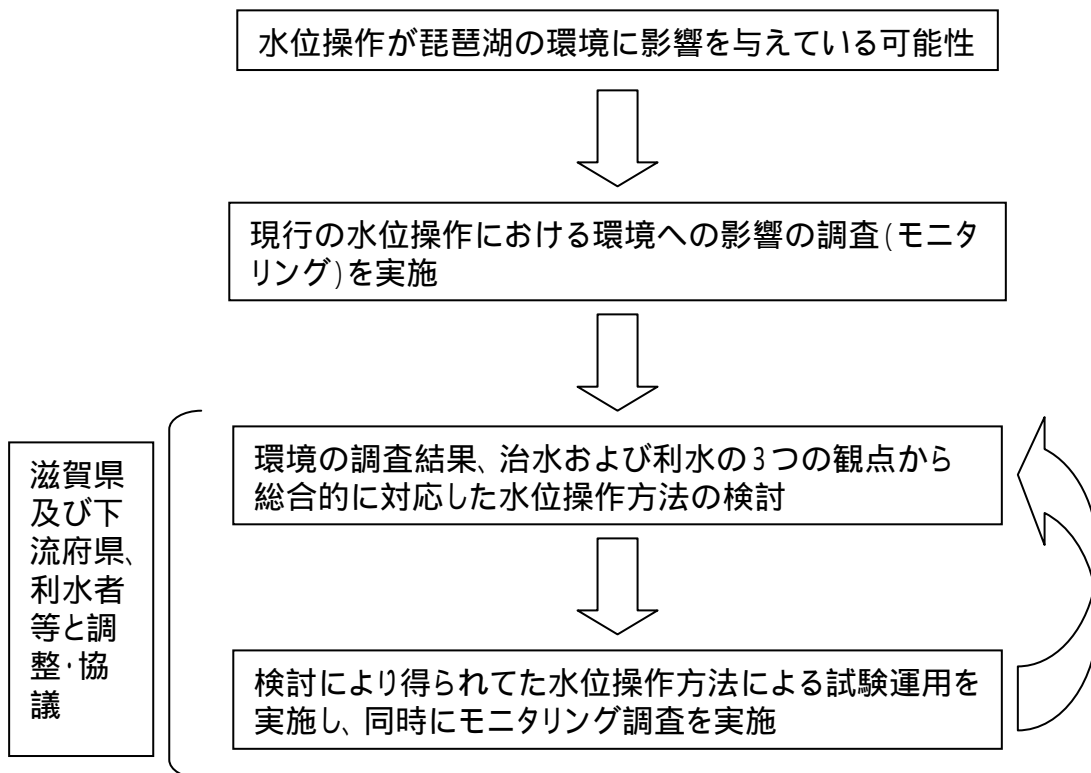 水位操作が琵琶湖の環境に影響を与えている可能性
現行の水位操作における環境への影響の調査(モニタ
リング)を実施
環境の調査結果、治水および利水の3つの観点から
総合的に対応した水位操作方法の検討
滋賀県
及び下
流府県、
利水者
等と調
整・協
議
検討により得られてた水位操作方法による試験運用を
実施し、同時にモニタリング調査を実施